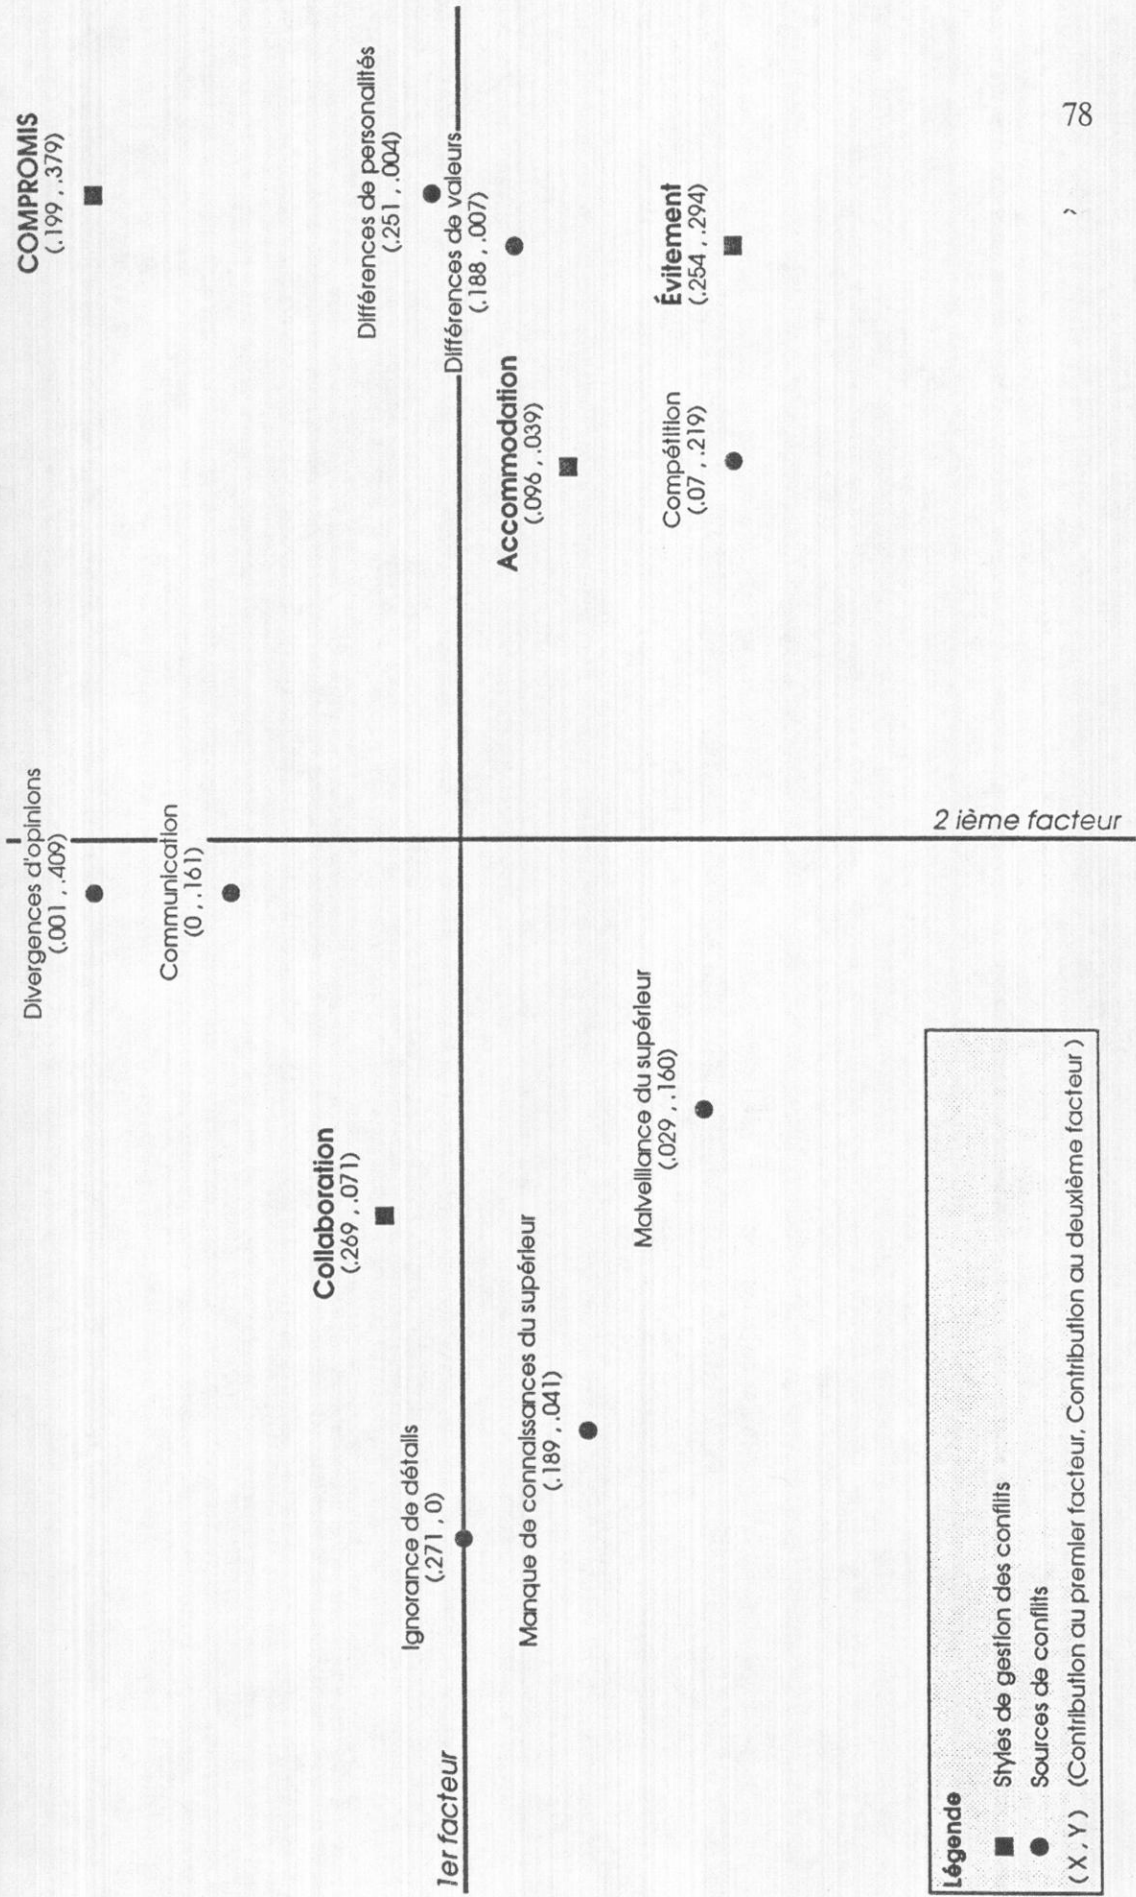 COMPROMIS
(.199 , .379)
Divergences d'opinions
(.001 , .409)
Communication
(0 , .161)
Différences de personalités
(.251 , .004)
Différences de valeurs
(.188 , .007)
Collaboration
(.269 , .071)
Ignorance de détails
(.271 , 0)
1er facteur
Accommodation
(.096 , .039)
Manque de connaissances du supérieur
(.189 , .041)
Évitement
(.254 , .294)
Compétition
(.07 , .219)
Malveillance du supérieur
(.029 , .160)
2 ième facteur
Légende
Styles de gestion des conflits
Sources de conflits
( X , Y ) (Contribution au premier facteur, Contribution au deuxième facteur )
78